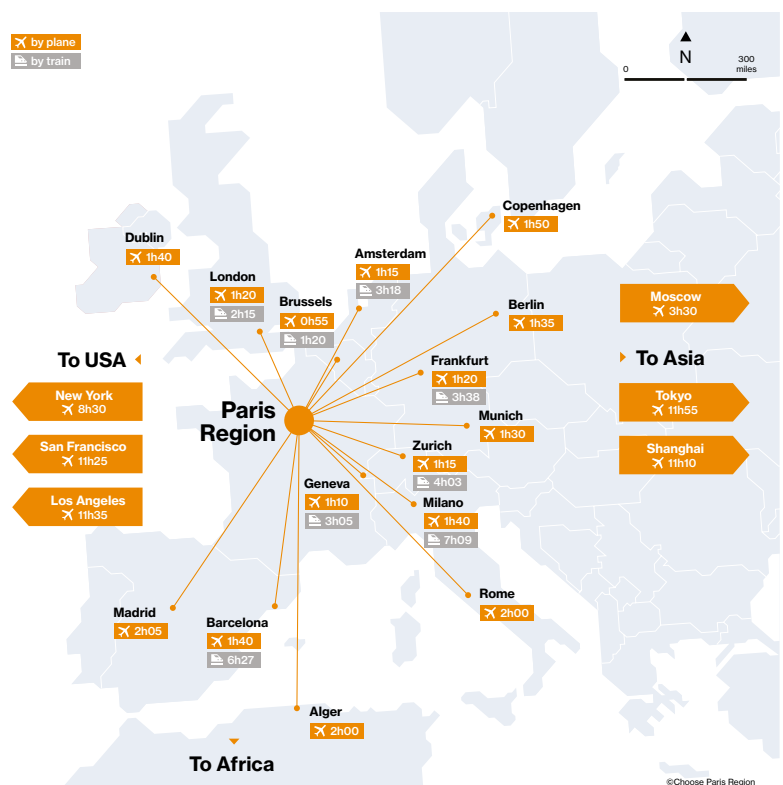 by plane
by train
N
0
300
miles
Copenhagen
1h50
Dublin
1h40
Amsterdam
1h15
3h18
London
1h20
2h15
Brussels
0h55
1h20
Berlin
1h35
Moscow
3h30
To USA
To Asia
Frankfurt
1h20
3h38
New York
8h30
Tokyo
11h55
Paris
Region
Munich
1h30
San Francisco
11h25
Shanghai
11h10
Zurich
1h15
4h03
Geneva
1h10
3h05
Los Angeles
11h35
Milano
1h40
7h09
Rome
2h00
Madrid
2h05
Barcelona
1h40
6h27
Alger
2h00
To Africa
©Choose Paris Region